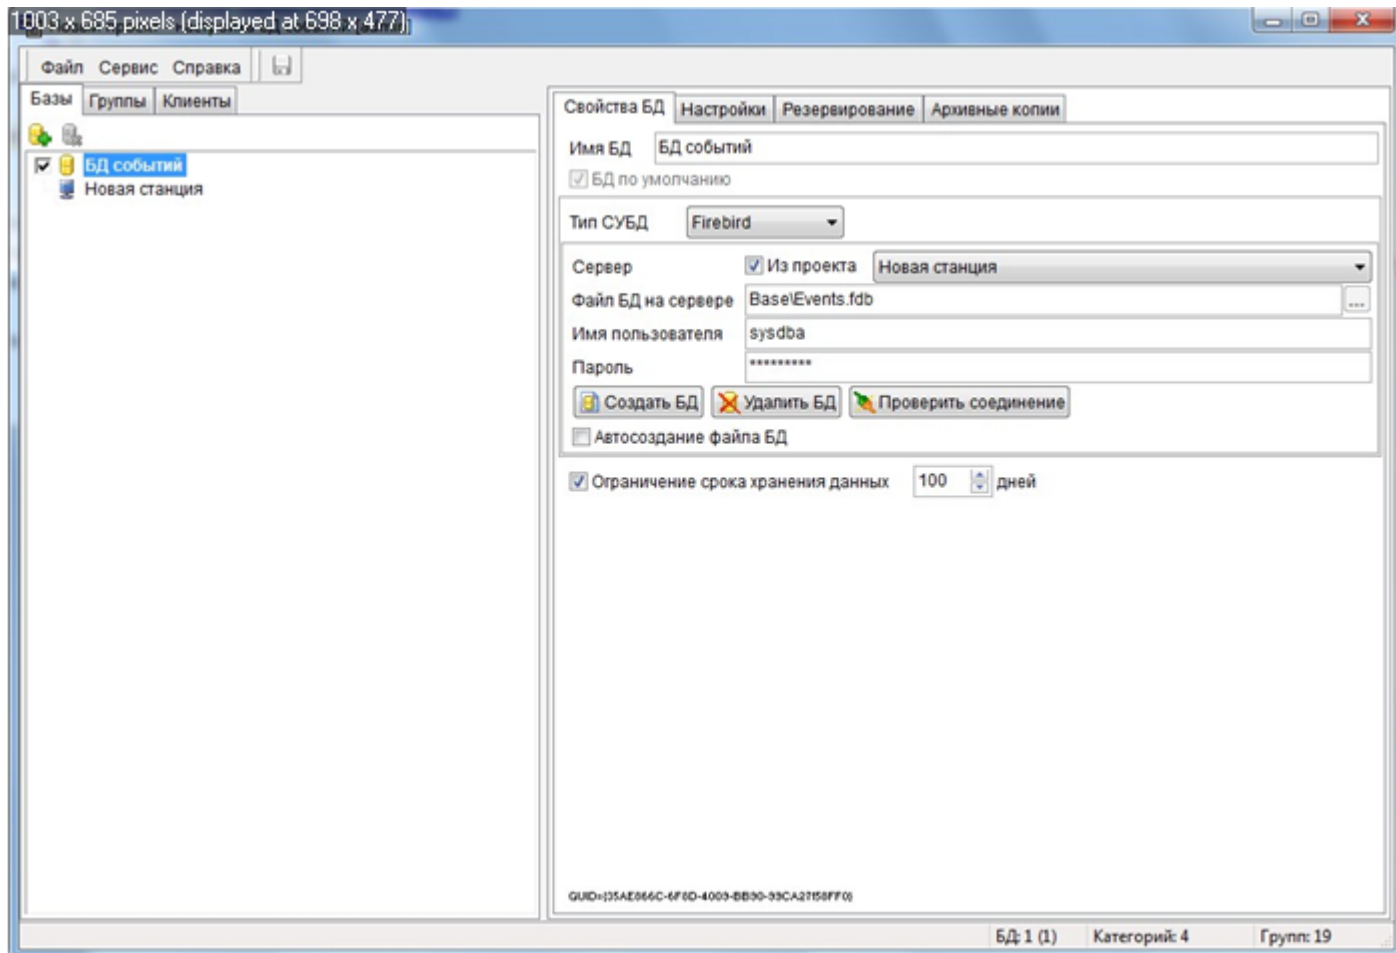 1003 x 685 pixels (displayed at 698 x 477)
Файл Сервис Справка
Базы Группы Клиенты
БД событий
Новая станция
Свойства БД Настройки Резервирование Архивные копии
Имя БД БД событий
БД по умолчанию
Тип СУБД Firebird
Сервер Из проекта Новая станция
Файл БД на сервере Base\Events.fdb ...
Имя пользователя sysdba
Пароль *********
Создать БД Удалить БД Проверить соединение
Автосоздание файла БД
Ограничение срока хранения данных 100 дней
БД: 1 (1) Категорий: 4 Групп: 19